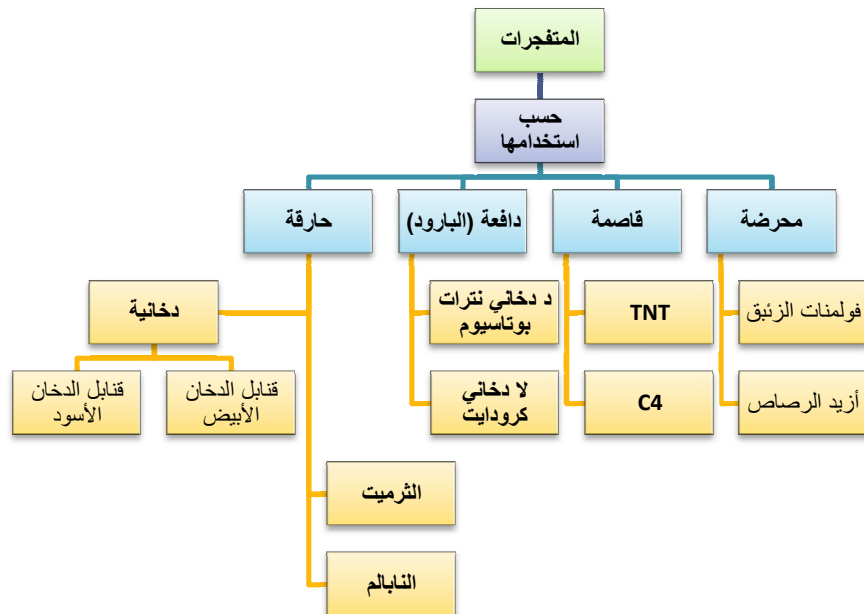 المتفجرات
حسب
استخدامها
محرضة
قاصمة
دافعة (البارود)
حارقة
فولمنات الزئبق
TNT
د دخاني نترات
بوتاسيوم
دخانية
أزيد الرصاص
C4
لا دخاني
كرودايت
قنابل الدخان
الأبيض
قنابل الدخان
الأسود
الثرميت
النابالم